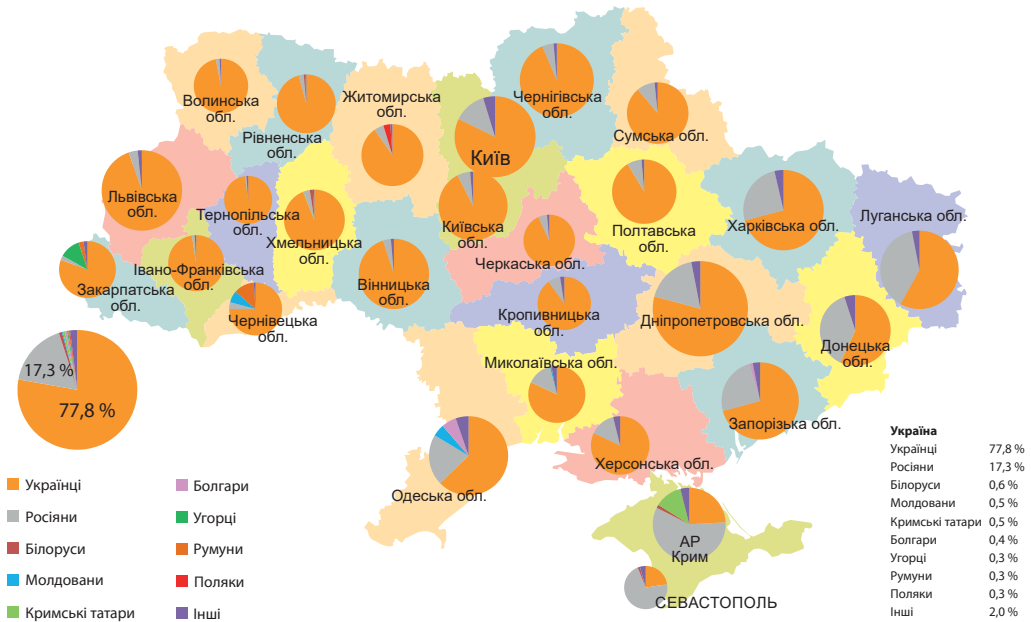 Волинська
обл.
Рівненська
обл.
Житомирська
обл.
Київ
Чернігівська
обл.
Сумська обл.
Львівська
обл.
Тернопільська
обл.
Хмельницька
обл.
Київська
обл.
Черкаська
обл.
Полтавська
обл.
Харківська обл.
Луганська обл.
Закарпатська
обл.
Івано-Франківська
обл.
Чернівецька
обл.
Вінницька
обл.
Кропивницька
обл.
Дніпропетровська обл.
Донецька
обл.
Миколаївська обл.
Запорізька обл.
Одеська обл.
Херсонська обл.
АР
Крим
СЕВАСТОПОЛЬ
17,3 %
77,8 %
Українці
Росіяни
Білоруси
Молдовани
Кримські татари
Болгари
Угорці
Румуни
Поляки
Інші
Україна
Українці 77,8 %
Росіяни 17,3 %
Білоруси 0,6 %
Молдовани 0,5 %
Кримські татари 0,5 %
Болгари 0,4 %
Угорці 0,3 %
Румуни 0,3 %
Поляки 0,3 %
Інші 2,0 %